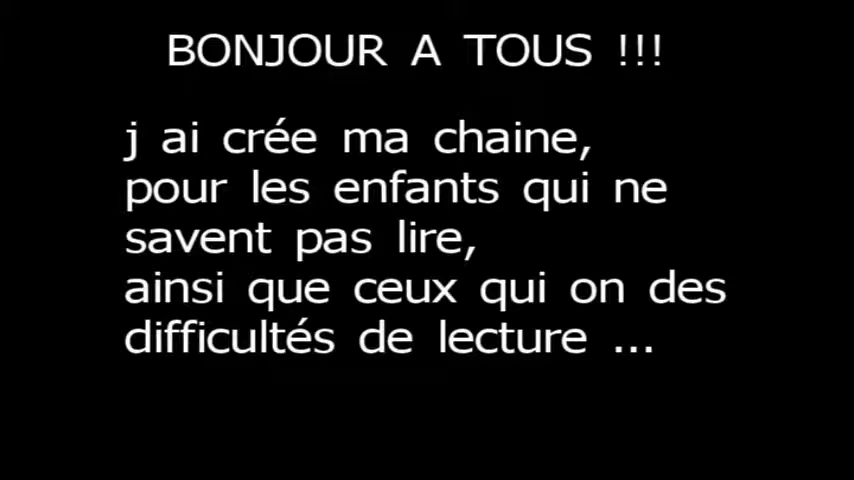 BONJOUR A TOUS !!!
j ai crée ma chaine,
pour les enfants qui ne
savent pas lire,
ainsi que ceux qui on des
difficultés de lecture ...